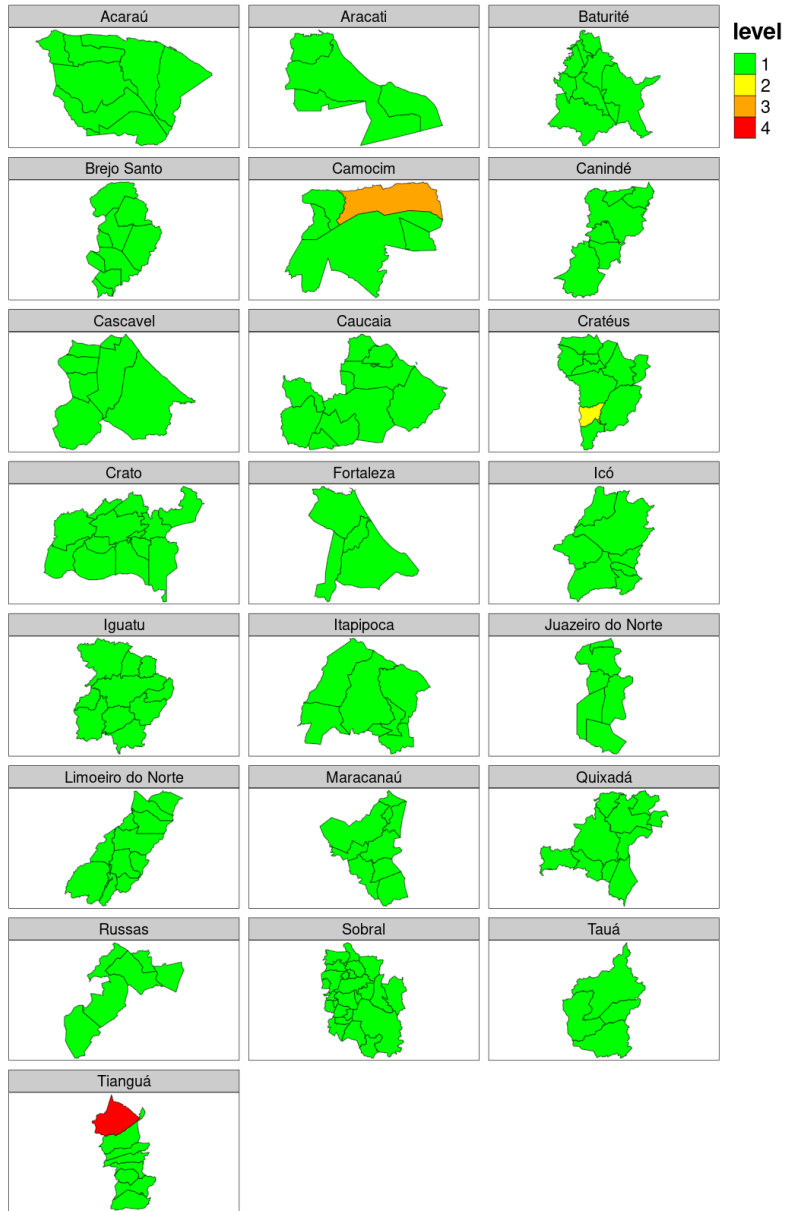 Acaraú
Aracati
Baturité
level
1
2
3
4
Brejo Santo
Camocim
Canindé
Cascavel
Caucaia
Cratéus
Crato
Fortaleza
Icó
Iguatu
Itapipoca
Juazeiro do Norte
Limoeiro do Norte
Maracanaú
Quixadá
Russas
Sobral
Tauá
Tianguá